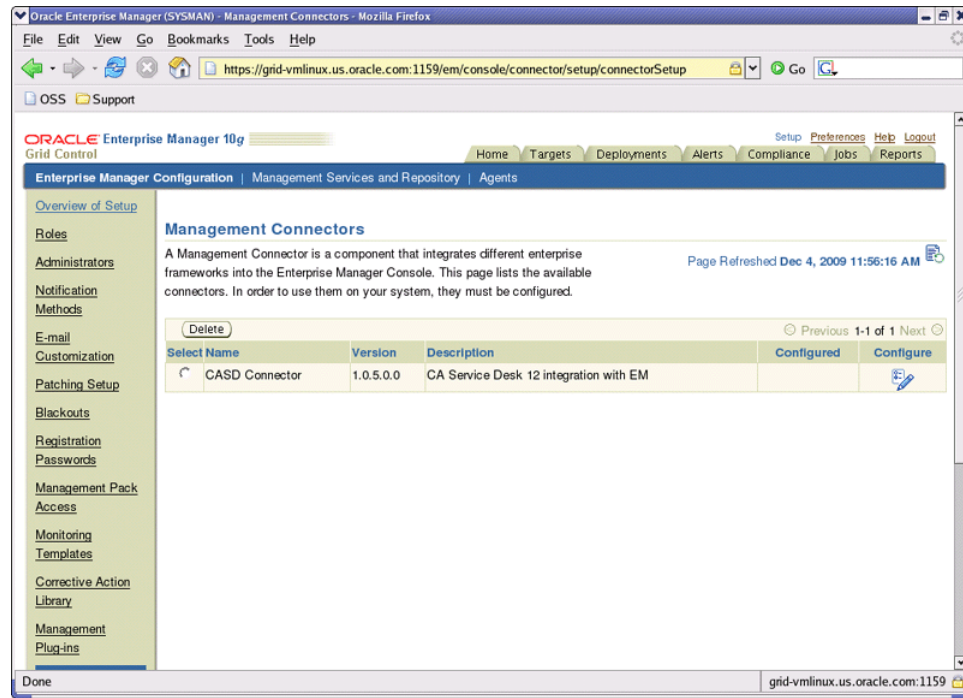 Oracle Enterprise Manager (SYSMAN) - Management Connectors - Mozilla Firefox
File Edit View Go Bookmarks Tools Help
https://grid-vmlinux.us.oracle.com:1159/em/console/connector/setup/connectorSetup Go G
OSS Support
ORACLE Enterprise Manager 10g
Grid Control
Setup Preferences Help Logout
Home Targets Deployments Alerts Compliance Jobs Reports
Enterprise Manager Configuration | Management Services and Repository | Agents
Overview of Setup
Roles
Administrators
Notification
Methods
E-mail
Customization
Patching Setup
Blackouts
Registration
Passwords
Management Pack
Access
Monitoring
Templates
Corrective Action
Library
Management
Plug-ins
Management Connectors
A Management Connector is a component that integrates different enterprise
frameworks into the Enterprise Manager Console. This page lists the available
connectors. In order to use them on your system, they must be configured.
Page Refreshed Dec 4, 2009 11:56:16 AM
Delete
Previous 1-1 of 1 Next
Select Name Version Description Configured Configure
CASD Connector 1.0.5.0.0 CA Service Desk 12 integration with EM
Done grid-vmlinux.us.oracle.com:1159